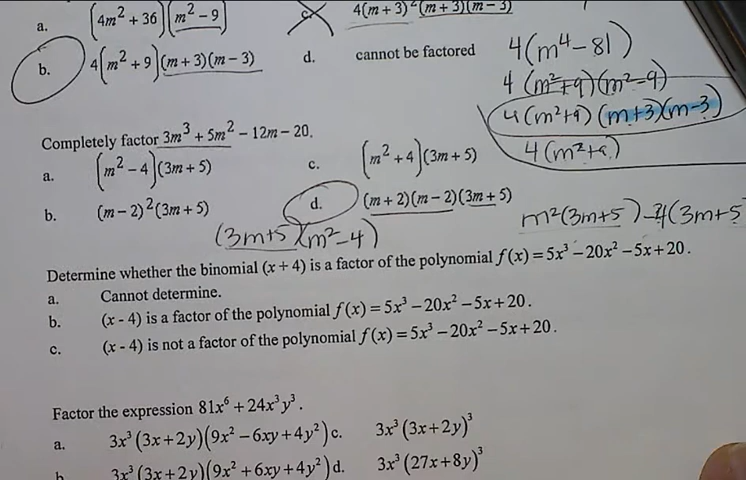 a. (4m² + 36)(m² – 9) c. 4(m + 3)²(m + 3)(m – 3)
b. 4(m² + 9)(m + 3)(m – 3) d. cannot be factored
4(m⁴ – 81)
4(m²+9)(m²–9)
4(m²+9)(m+3)(m–3)
4(m²+9)
Completely factor 3m³ + 5m² – 12m – 20.
a. (m² – 4)(3m + 5) c. (m² + 4)(3m + 5)
b. (m – 2)²(3m + 5) d. (m + 2)(m – 2)(3m + 5)
(3m+5)(m²–4) m²(3m+5) –4(3m+5
Determine whether the binomial (x + 4) is a factor of the polynomial f(x) = 5x³ – 20x² – 5x + 20.
a. Cannot determine.
b. (x - 4) is a factor of the polynomial f(x) = 5x³ – 20x² – 5x + 20.
c. (x - 4) is not a factor of the polynomial f(x) = 5x³ – 20x² – 5x + 20.
Factor the expression 81x⁶ + 24x³y³.
a. 3x³(3x + 2y)(9x² – 6xy + 4y²) c. 3x³(3x + 2y)³
b 3x³(3x + 2y)(9x² + 6xy + 4y²) d. 3x³(27x + 8y)³